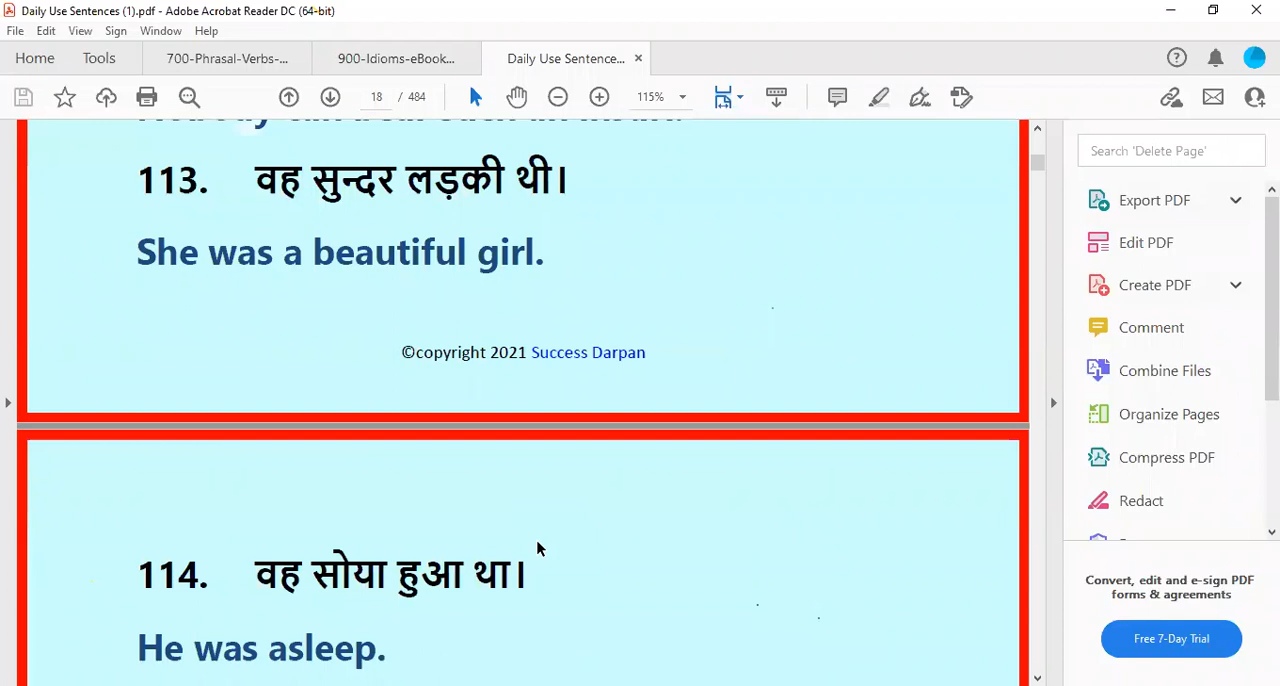 Daily Use Sentences (1).pdf - Adobe Acrobat Reader DC (64-bit)
File Edit View Sign Window Help
Home Tools 700-Phrasal-Verbs-... 900-Idioms-eBook... Daily Use Sentence... ×
18 / 484 115%
113. वह सुन्दर लड़की थी।
She was a beautiful girl.
©copyright 2021 Success Darpan
114. वह सोया हुआ था।
He was asleep.
Search 'Delete Page'
Export PDF
Edit PDF
Create PDF
Comment
Combine Files
Organize Pages
Compress PDF
Redact
Convert, edit and e-sign PDF
forms & agreements
Free 7-Day Trial